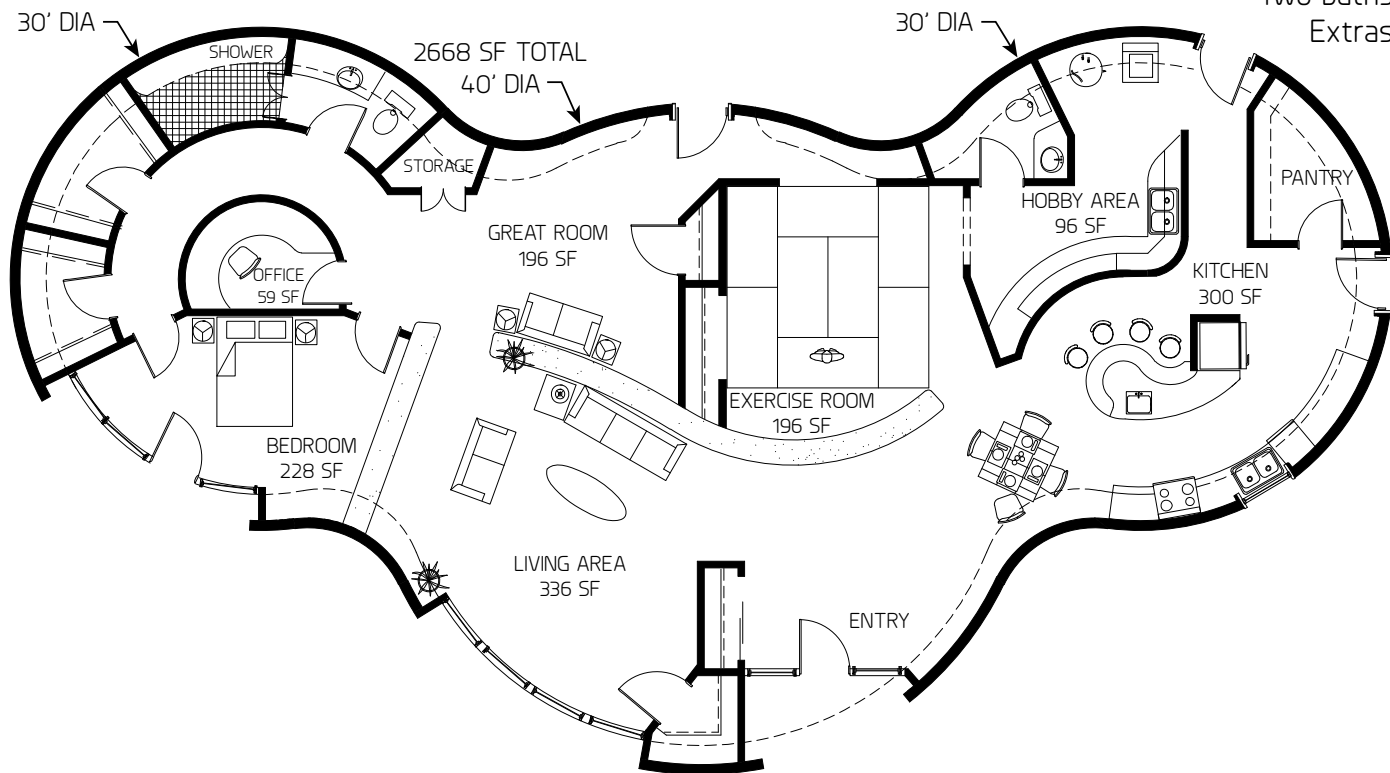 Two Baths
Extras
30' DIA
2668 SF TOTAL
40' DIA
30' DIA
SHOWER
STORAGE
GREAT ROOM
196 SF
OFFICE
59 SF
HOBBY AREA
96 SF
PANTRY
KITCHEN
300 SF
EXERCISE ROOM
196 SF
BEDROOM
228 SF
LIVING AREA
336 SF
ENTRY